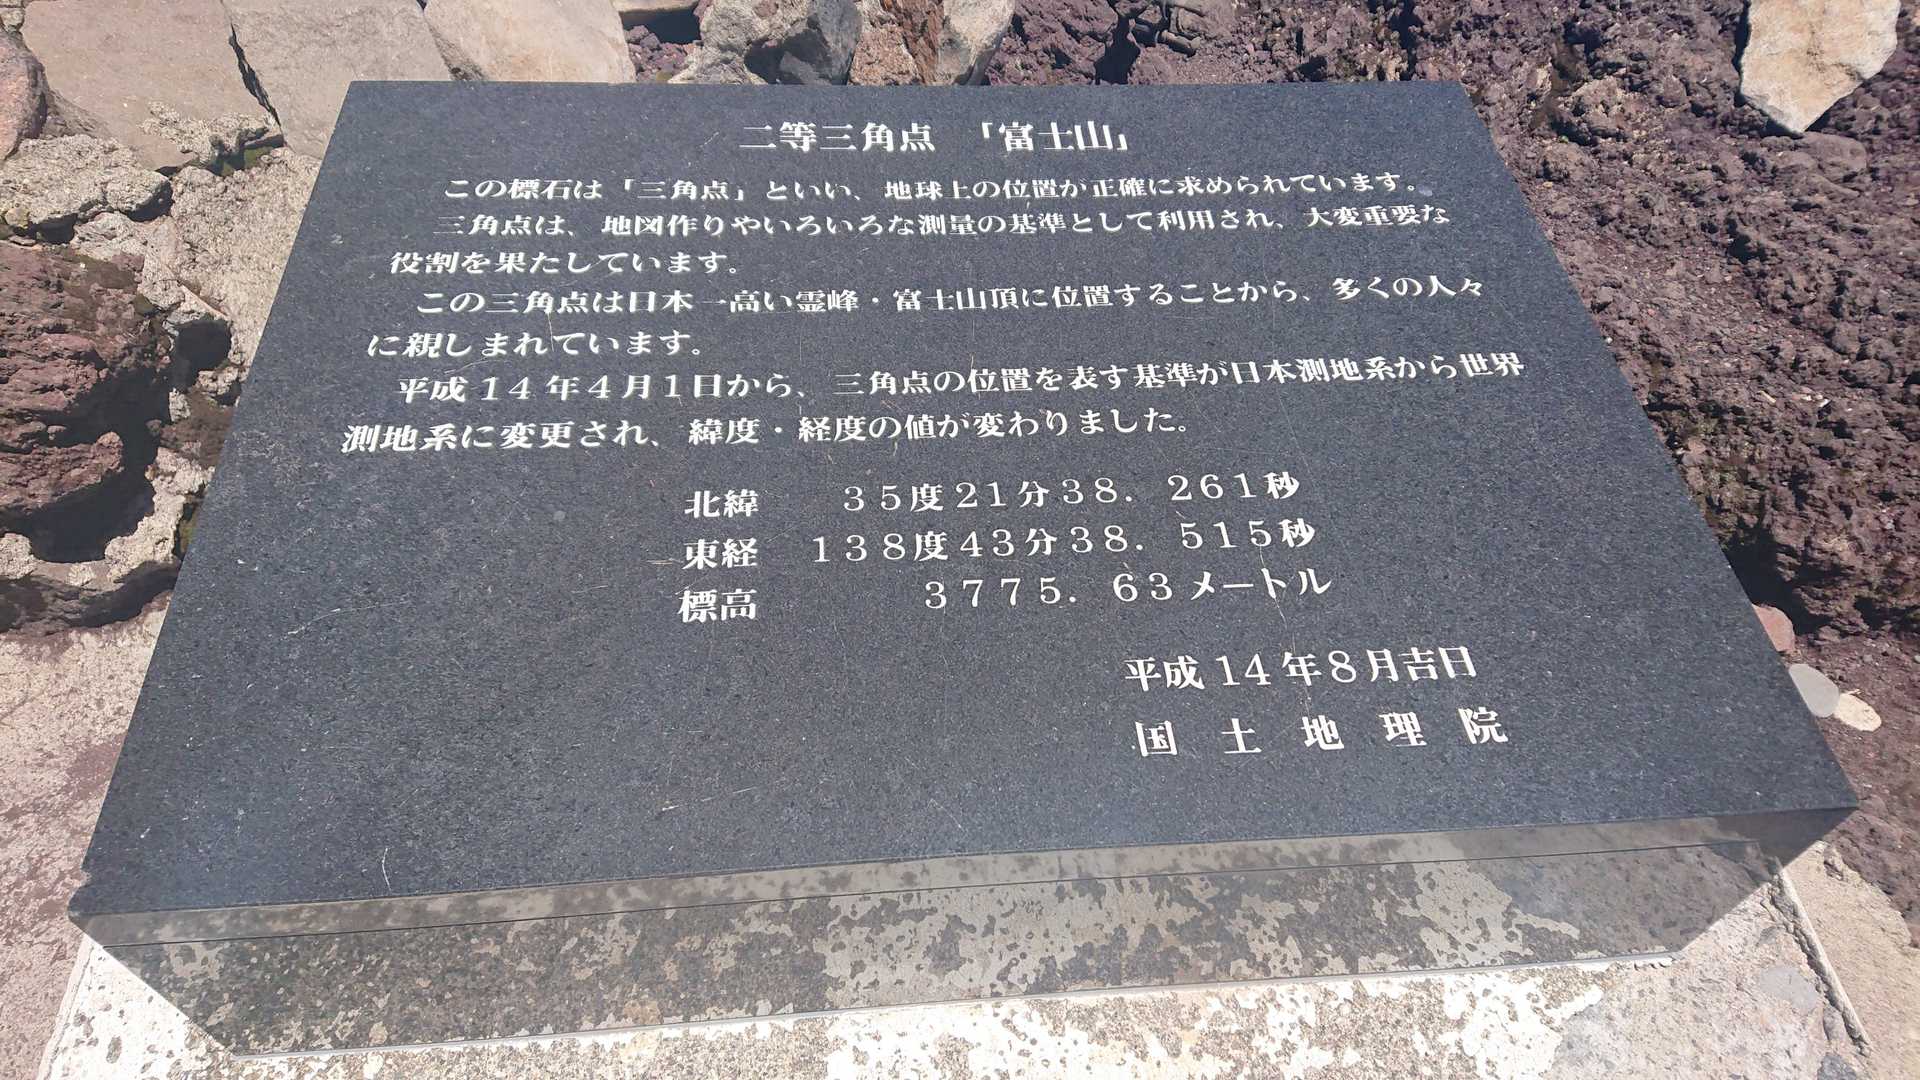 二等三角点 「富士山」
この標石は「三角点」といい、地球上の位置が正確に求められています。
三角点は、地図作りやいろいろな測量の基準として利用され、大変重要な
役割を果たしています。
この三角点は日本一高い霊峰・富士山頂に位置することから、多くの人々
に親しまれています。
平成14年4月1日から、三角点の位置を表す基準が日本測地系から世界
測地系に変更され、緯度・経度の値が変わりました。
北緯 35度21分38.261秒
東経 138度43分38.515秒
標高 3775.63メートル
平成14年8月吉日
国土地理院